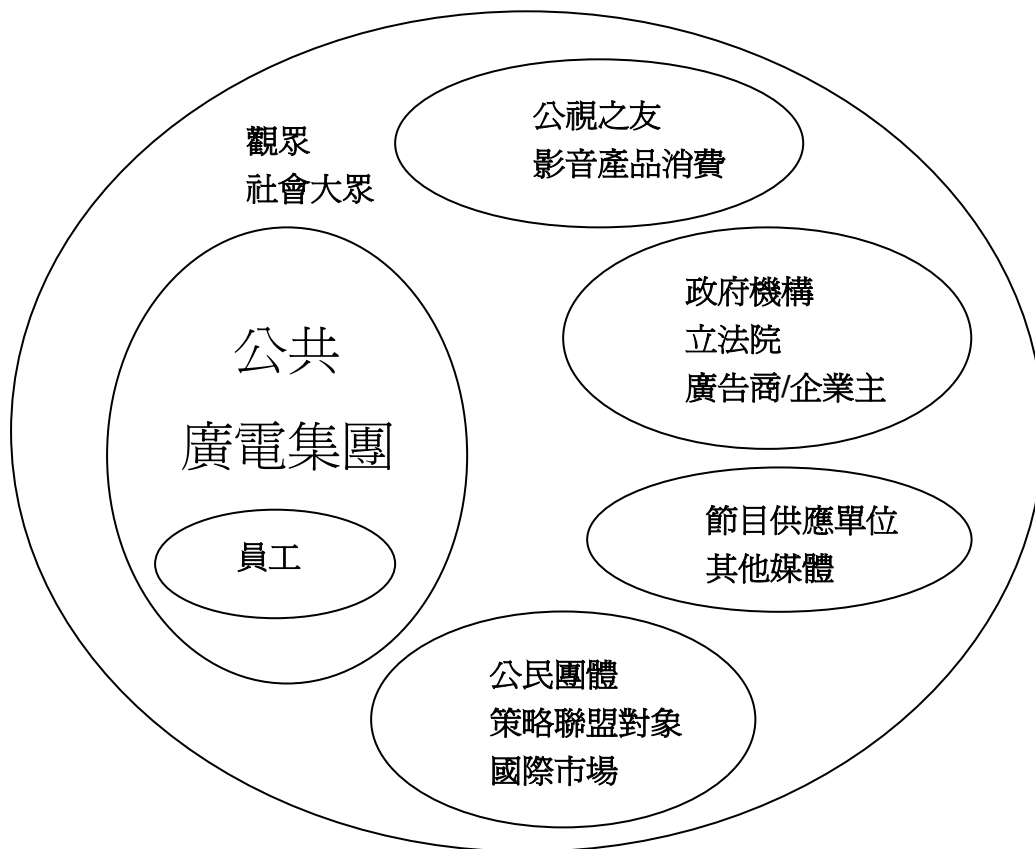 公視之友
影音產品消費
觀眾
社會大眾
政府機構
立法院
廣告商/企業主
公共
廣電集團
節目供應單位
其他媒體
員工
公民團體
策略聯盟對象
國際市場